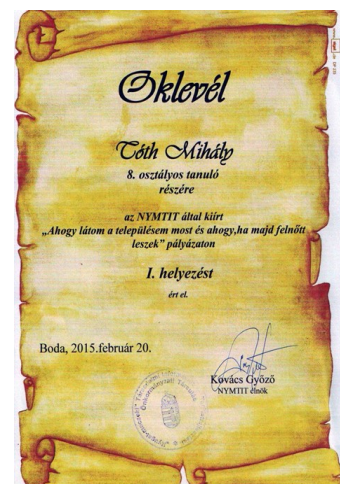 Oklevél
Tóth Mihály
8. osztályos tanuló
részére
az NYMTIT által kiírt
„Ahogy látom a településem most és ahogy,ha majd felnőtt
leszek” pályázaton
I. helyezést
ért el.
Boda, 2015.február 20.
Kovács Győző
NYMTIT elnök